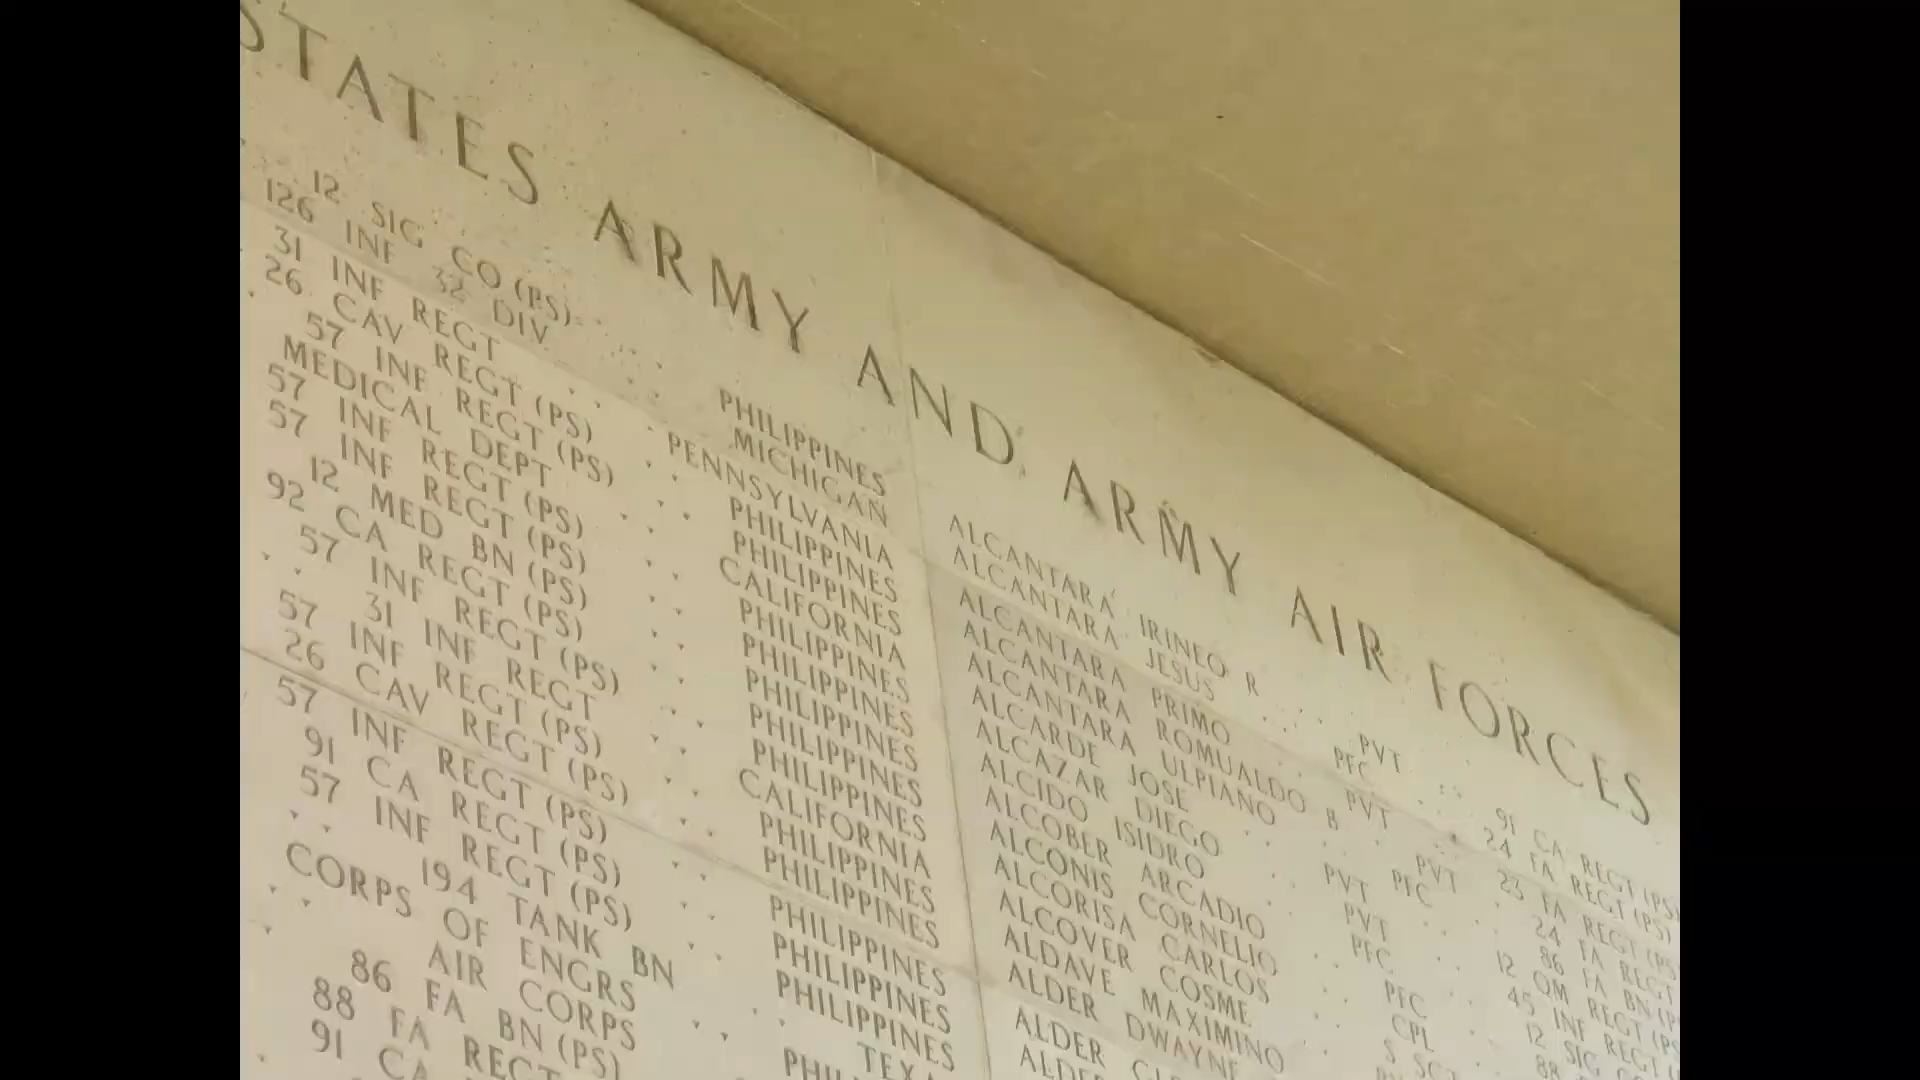 STATES ARMY AND ARMY AIR FORCES
12 SIG CO (PS) PHILIPPINES
126 INF 32 DIV MICHIGAN
31 INF REGT PENNSYLVANIA
26 CAV REGT (PS) PHILIPPINES
57 INF REGT (PS) PHILIPPINES
MEDICAL DEPT CALIFORNIA
57 INF REGT (PS) PHILIPPINES
57 INF REGT (PS) PHILIPPINES
12 MED BN (PS) PHILIPPINES
92 CA REGT (PS) PHILIPPINES
57 INF REGT (PS) PHILIPPINES
31 INF REGT CALIFORNIA
57 INF REGT (PS) PHILIPPINES
26 CAV REGT (PS) PHILIPPINES
57 INF REGT (PS) PHILIPPINES
91 CA REGT (PS) PHILIPPINES
57 INF REGT (PS) PHILIPPINES
194 TANK BN
CORPS OF ENGRS
AIR CORPS
86 FA BN (PS)
88 FA REGT
91 CA
ALCANTARA IRINEO R PVT 91 CA REGT (PS)
ALCANTARA JESUS PFC 24 FA REGT (PS)
ALCANTARA PRIMO PVT 23 FA REGT (PS)
ALCANTARA ROMUALDO B PVT 24 FA REGT (PS
ALCANTARA ULPIANO PFC 86 FA BN (P
ALCARDE JOSE PVT 12 QM REGT (PS
ALCAZAR DIEGO PVT 45 INF REGT (
ALCIDO ISIDRO PFC 12 SIG
ALCOBER ARCADIO PFC 88
ALCONIS CORNELIO CPL
ALCORISA CARLOS S SGT
ALCOVER COSME
ALDAVE MAXIMINO
ALDER DWAYNE
ALDER